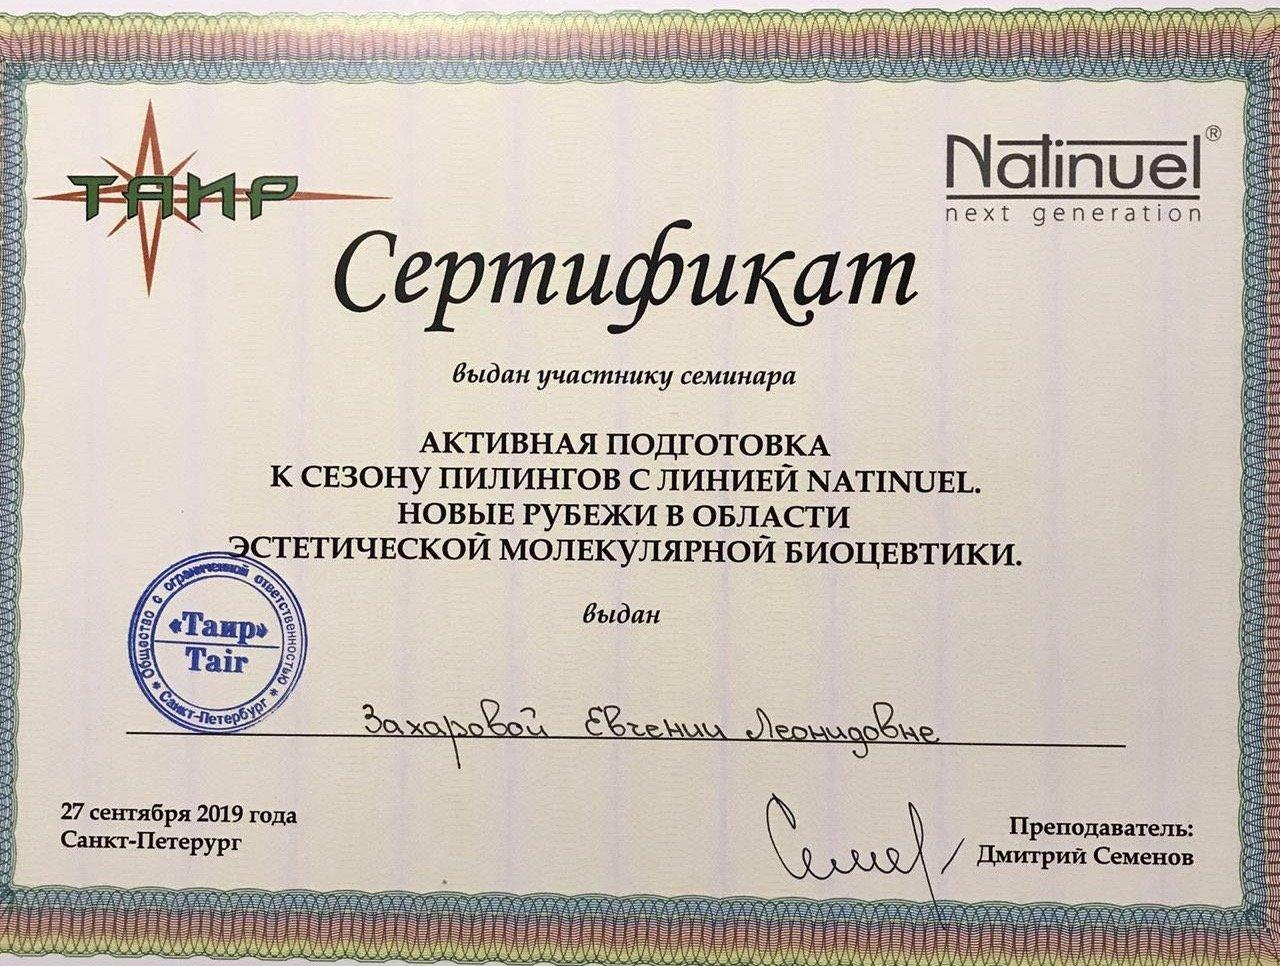 ТАИР
Natinuel®
next generation
Сертификат
выдан участнику семинара
АКТИВНАЯ ПОДГОТОВКА
К СЕЗОНУ ПИЛИНГОВ С ЛИНИЕЙ NATINUEL.
НОВЫЕ РУБЕЖИ В ОБЛАСТИ
ЭСТЕТИЧЕСКОЙ МОЛЕКУЛЯРНОЙ БИОЦЕВТИКИ.
выдан
Общество с ограниченной ответственностью
«Таир»
Tair
* Санкт-Петербург *
Захаровой Евгении Леонидовне
27 сентября 2019 года
Санкт-Петерург
Преподаватель:
Дмитрий Семенов